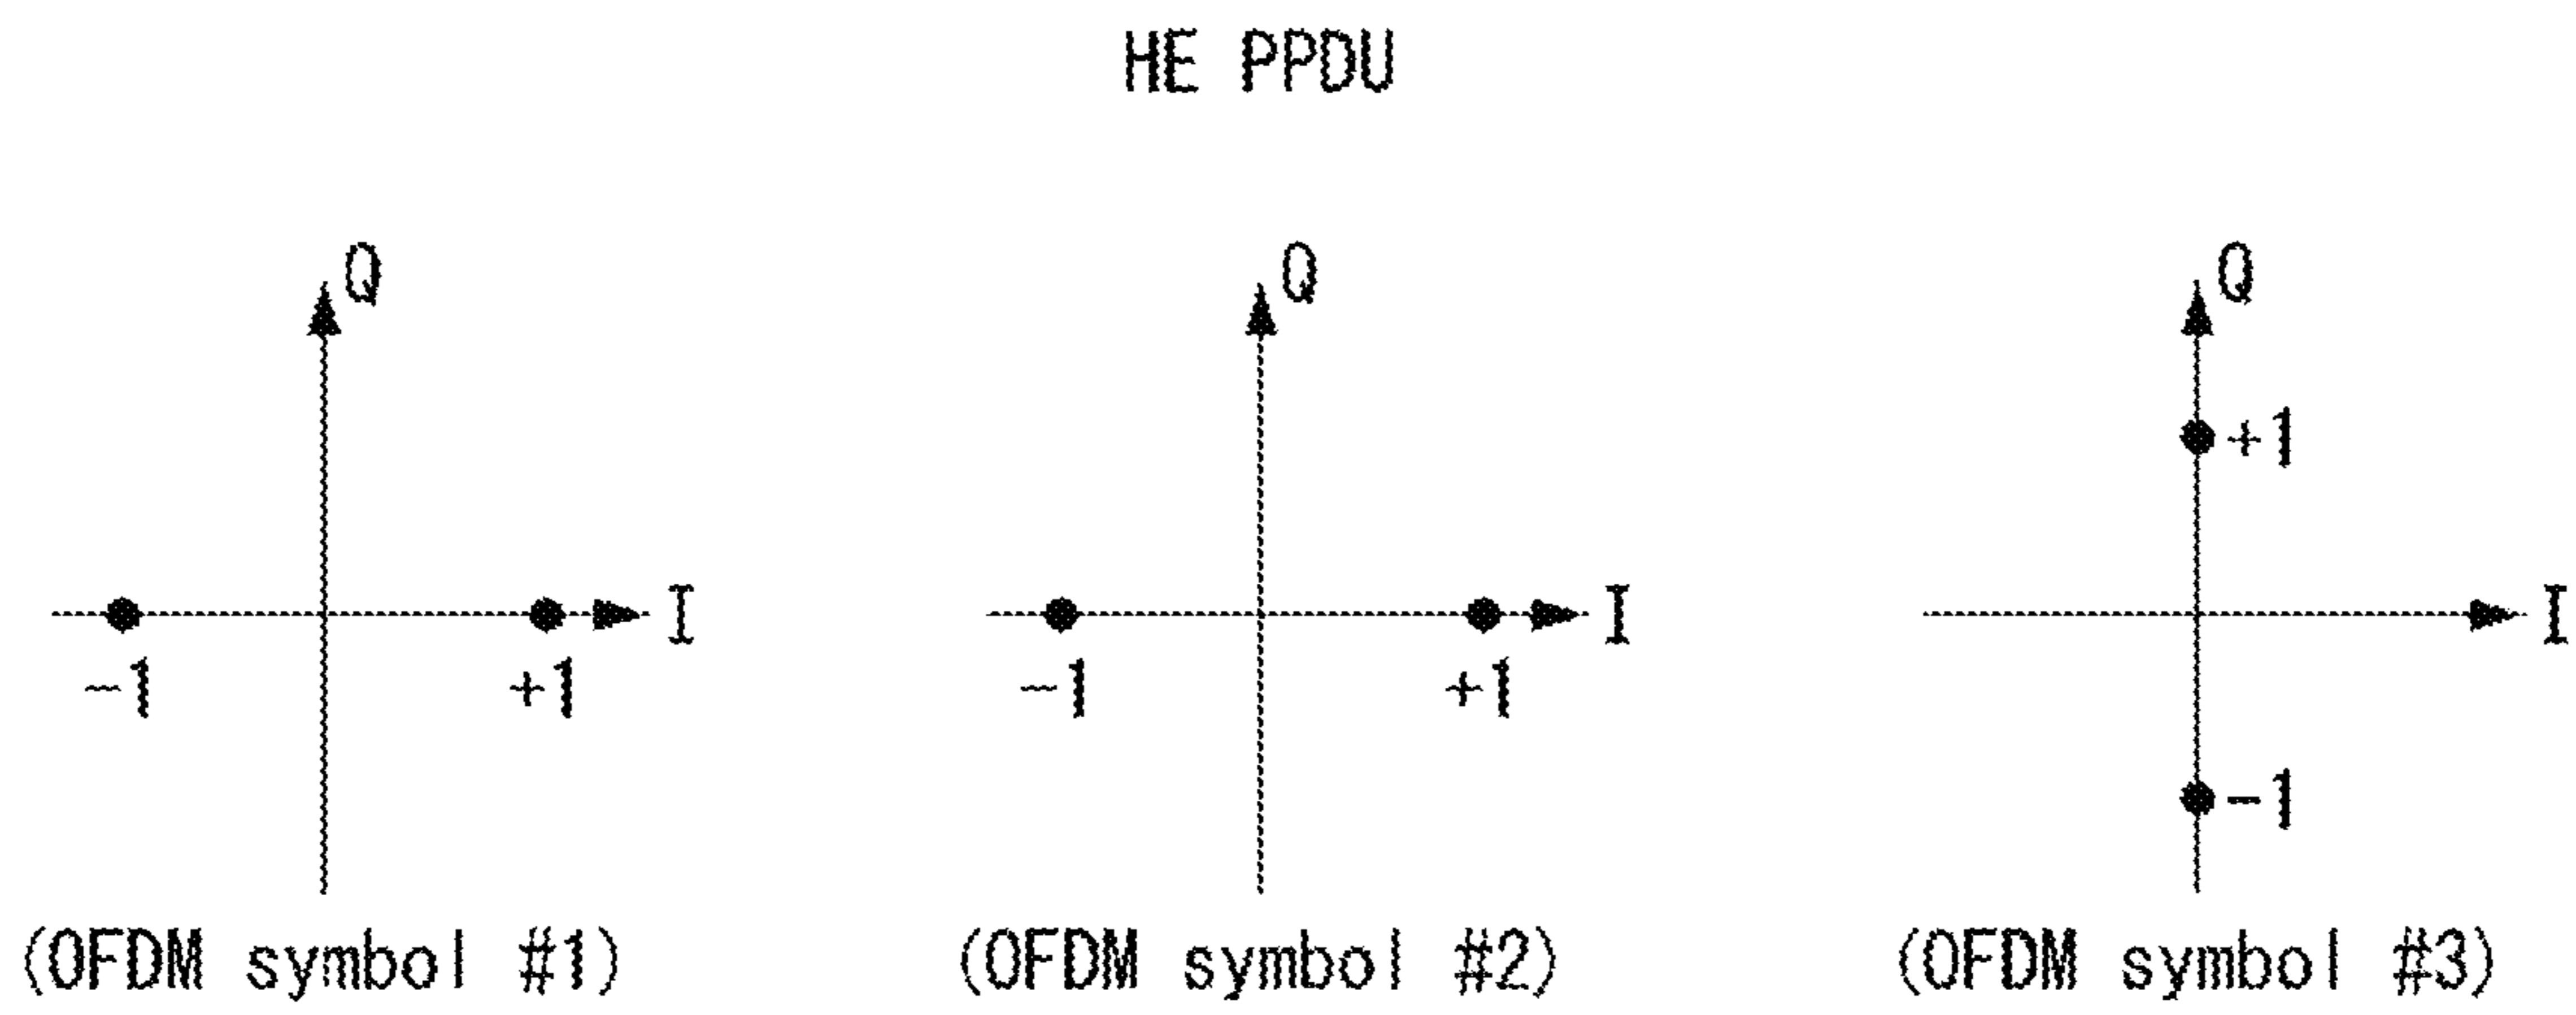 HE PPDU
Q Q Q
+1
I I I
-1 +1 -1 +1
-1
(OFDM symbol #1) (OFDM symbol #2) (OFDM symbol #3)